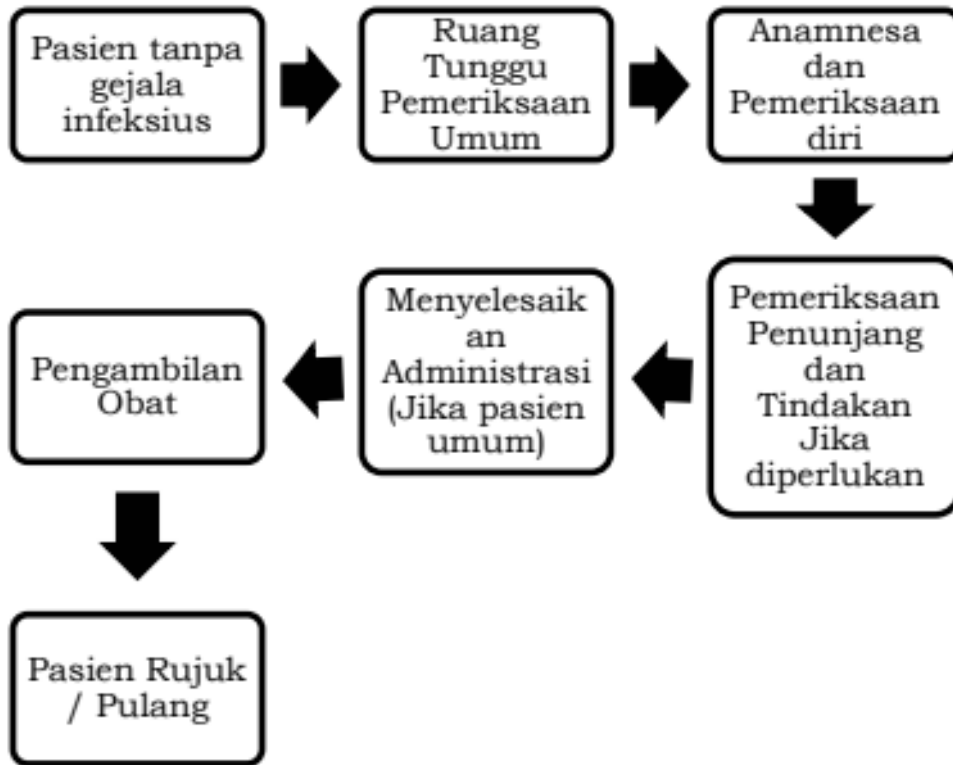 Pasien tanpa
gejala
infeksius
Ruang
Tunggu
Pemeriksaan
Umum
Anamnesa
dan
Pemeriksaan
diri
Pemeriksaan
Penunjang
dan
Tindakan
Jika
diperlukan
Menyelesaik
an
Administrasi
(Jika pasien
umum)
Pengambilan
Obat
Pasien Rujuk
/ Pulang